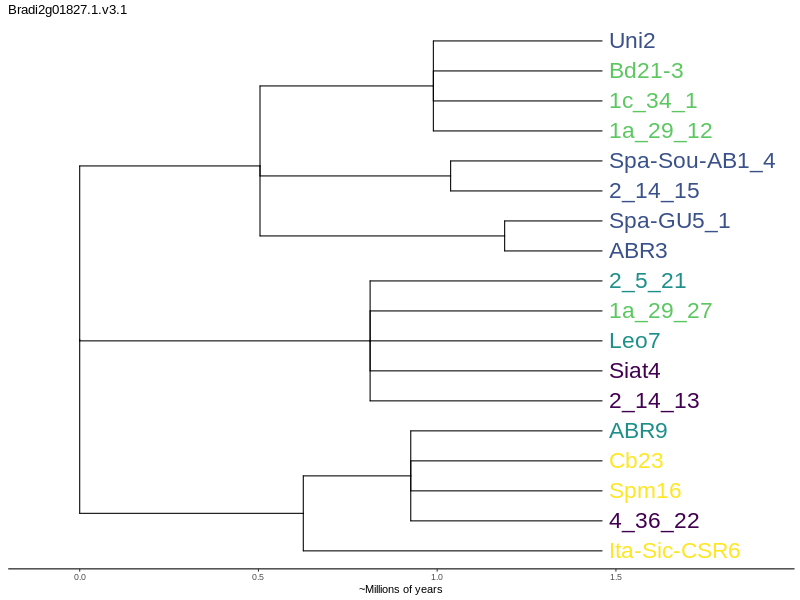 Bradi2g01827.1.v3.1
Uni2
Bd21-3
1c_34_1
1a_29_12
Spa-Sou-AB1_4
2_14_15
Spa-GU5_1
ABR3
2_5_21
1a_29_27
Leo7
Siat4
2_14_13
ABR9
Cb23
Spm16
4_36_22
Ita-Sic-CSR6
0.0 0.5 1.0 1.5
~Millions of years